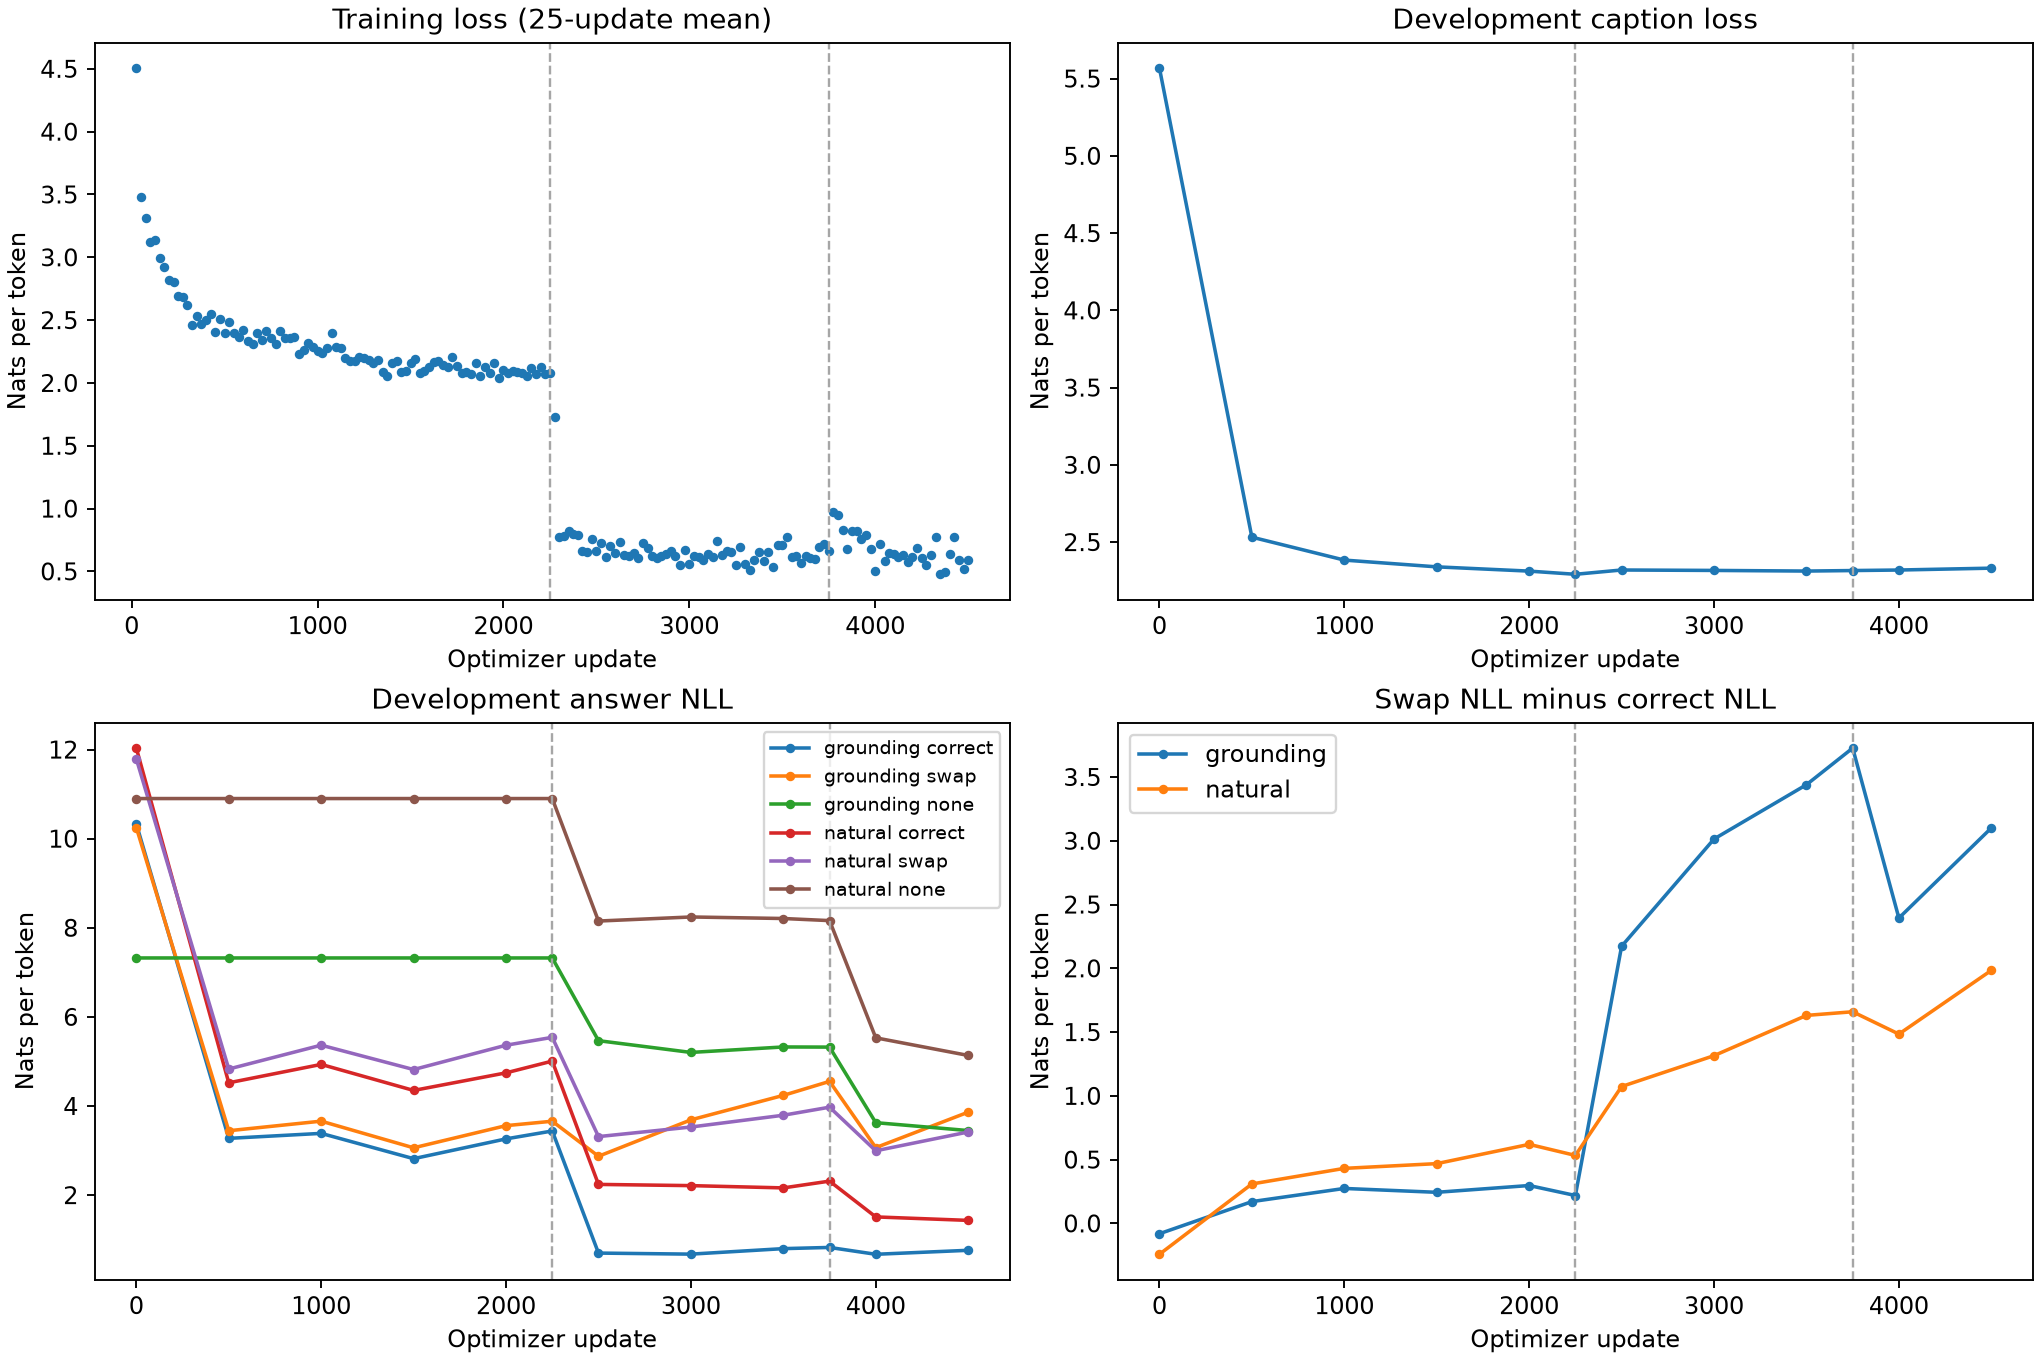 Training loss (25-update mean)
Nats per token
4.5
4.0
3.5
3.0
2.5
2.0
1.5
1.0
0.5
0
1000
2000
3000
4000
Optimizer update
Development caption loss
Nats per token
5.5
5.0
4.5
4.0
3.5
3.0
2.5
0
1000
2000
3000
4000
Optimizer update
Development answer NLL
Nats per token
12
10
8
6
4
2
grounding correct
grounding swap
grounding none
natural correct
natural swap
natural none
0
1000
2000
3000
4000
Optimizer update
Swap NLL minus correct NLL
Nats per token
3.5
3.0
2.5
2.0
1.5
1.0
0.5
0.0
grounding
natural
0
1000
2000
3000
4000
Optimizer update